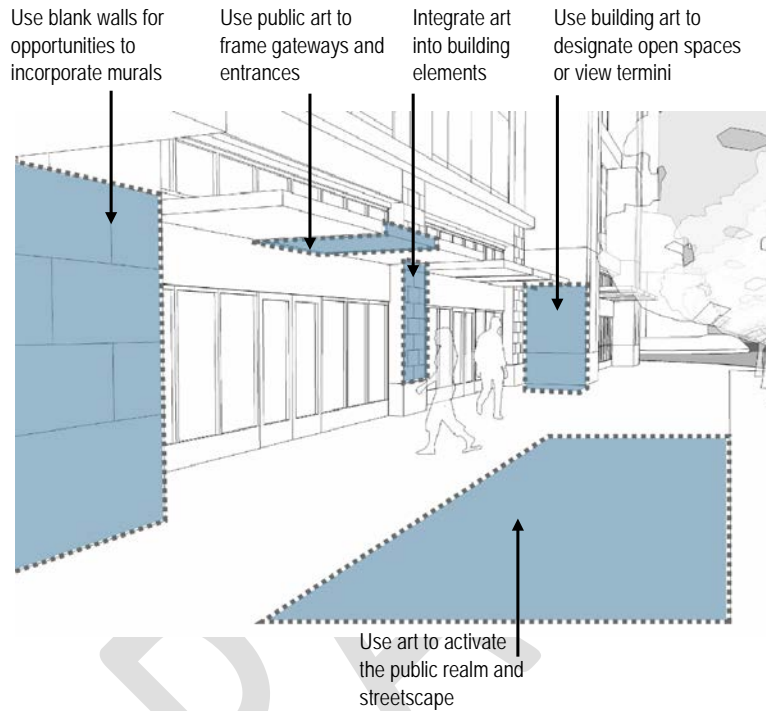 Use blank walls for
opportunities to
incorporate murals
Use public art to
frame gateways and
entrances
Integrate art
into building
elements
Use building art to
designate open spaces
or view termini
Use art to activate
the public realm and
streetscape